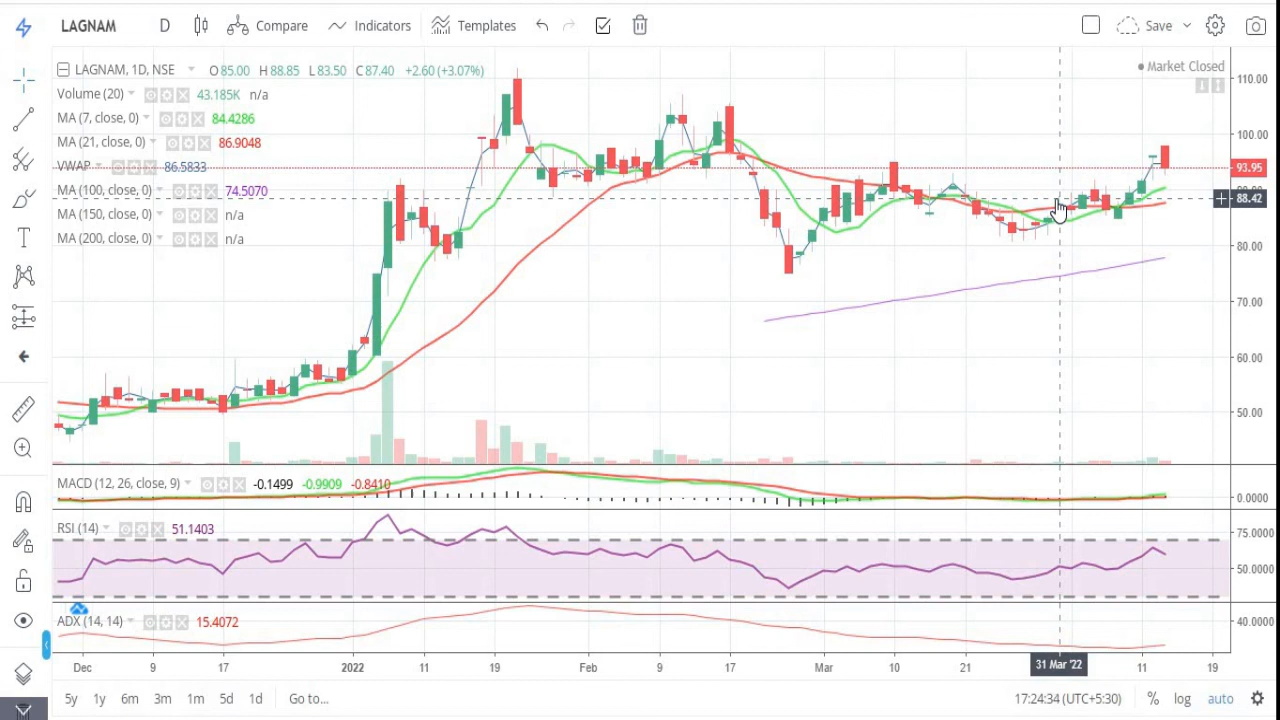 LAGNAM D Compare Indicators Templates Save
LAGNAM, 1D, NSE O85.00 H88.85 L83.50 C87.40 +2.60 (+3.07%)
Market Closed
Volume (20) 43.185K n/a
MA (7, close, 0) 84.4286
MA (21, close, 0) 86.9048
VWAP 86.5833
MA (100, close, 0) 74.5070
MA (150, close, 0) n/a
MA (200, close, 0) n/a
110.00
100.00
93.95
90.00
88.42
80.00
70.00
60.00
50.00
MACD (12, 26, close, 9) -0.1499 -0.9909 -0.8410
0.0000
RSI (14) 51.1403
75.0000
50.0000
ADX (14, 14) 15.4072
40.0000
Dec 9 17 2022 11 19 Feb 9 17 Mar 10 21 31 Mar '22 11 19
5y 1y 6m 3m 1m 5d 1d Go to... 17:24:34 (UTC+5:30) % log auto